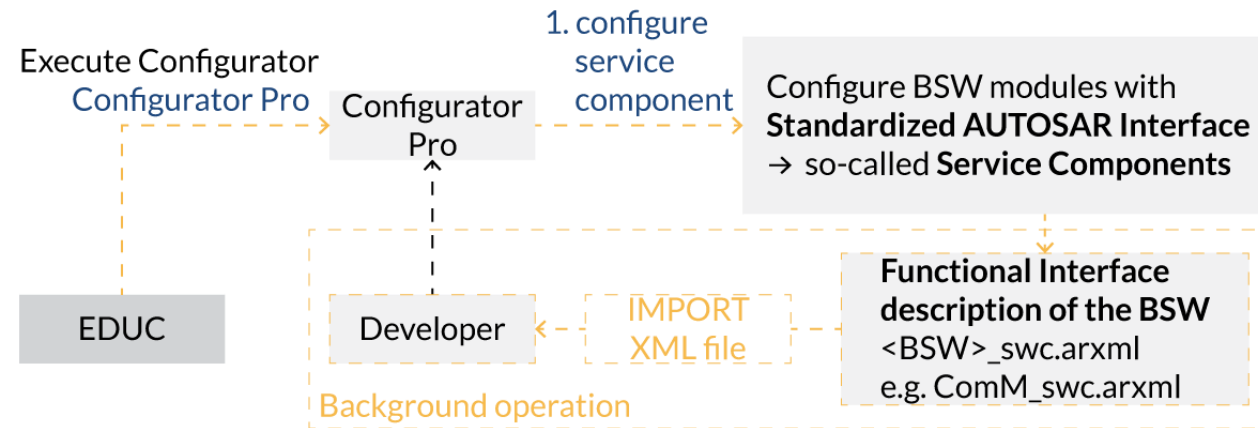 1. configure
service
component
Execute Configurator
Configurator Pro
Configurator
Pro
Configure BSW modules with
Standardized AUTOSAR Interface
→ so-called Service Components
Functional Interface
description of the BSW
<BSW>_swc.arxml
e.g. ComM_swc.arxml
EDUC
Developer
IMPORT
XML file
Background operation